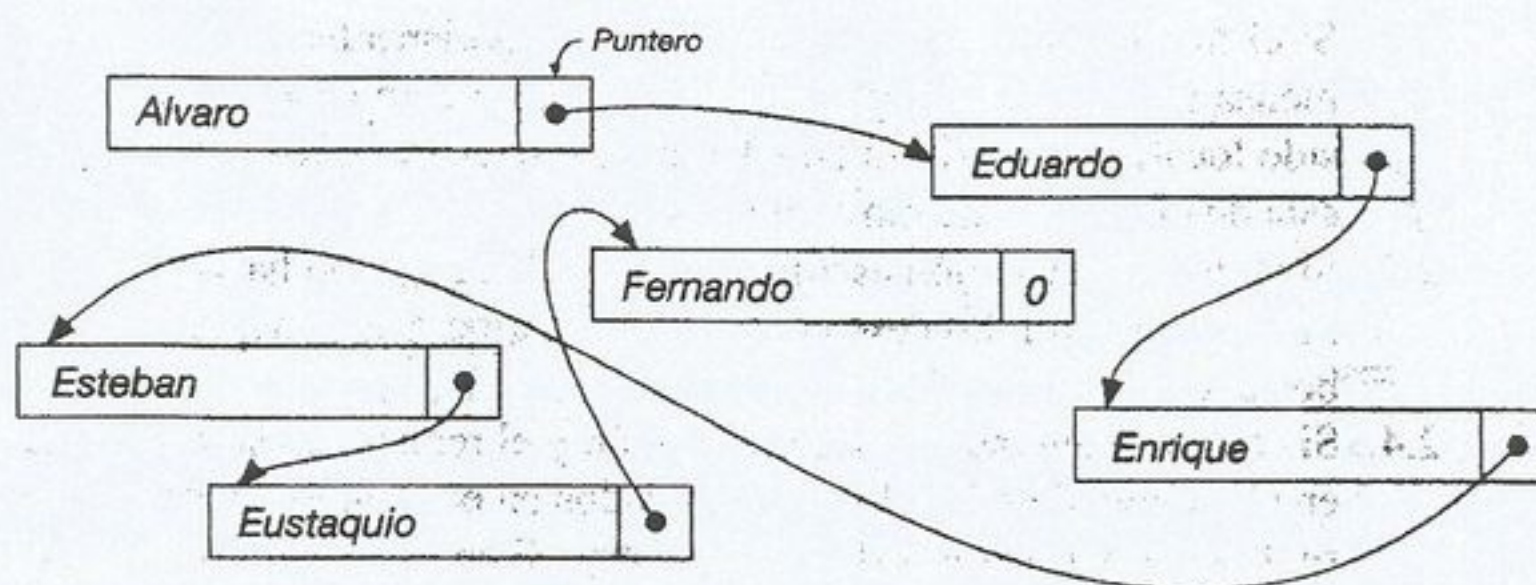 Puntero
Alvaro
Eduardo
Fernando 0
Esteban
Enrique
Eustaquio